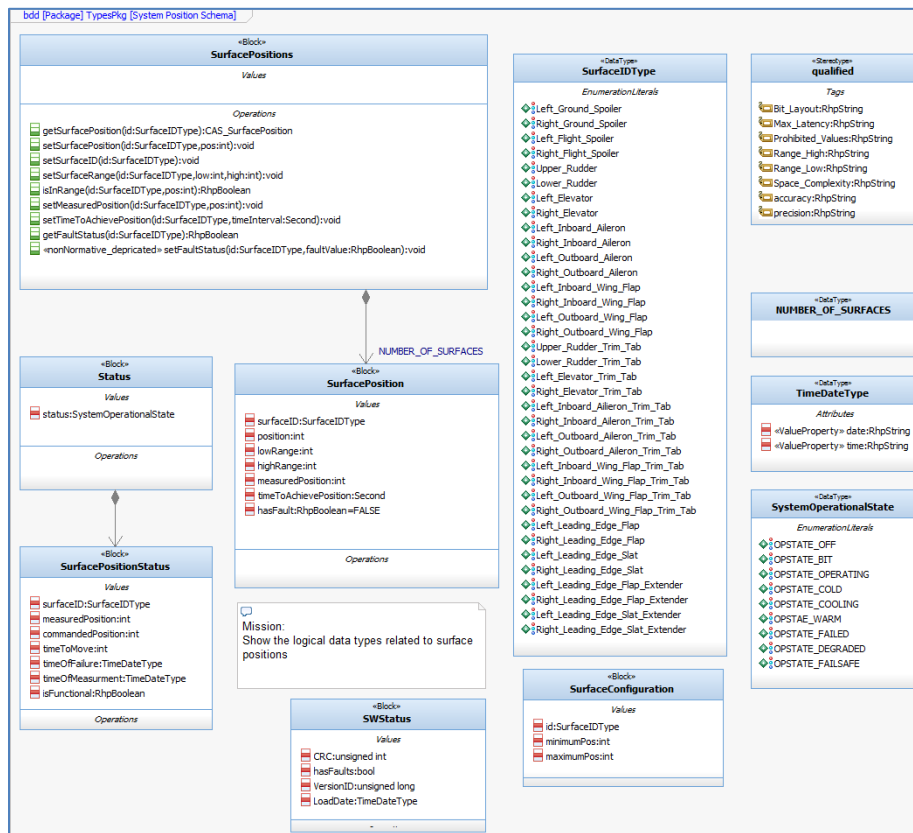 bdd [Package] TypesPkg [System Position Schema]
«Block»
SurfacePositions
Values
Operations
getSurfacePosition(id:SurfaceIDType):CAS_SurfacePosition
setSurfacePosition(id:SurfaceIDType,pos:int):void
setSurfaceID(id:SurfaceIDType):void
setSurfaceRange(id:SurfaceIDType,low:int,high:int):void
isInRange(id:SurfaceIDType,pos:int):RhpBoolean
setMeasuredPosition(id:SurfaceIDType,pos:int):void
setTimeToAchievePosition(id:SurfaceIDType,timeInterval:Second):void
getFaultStatus(id:SurfaceIDType):RhpBoolean
«nonNormative_depricated» setFaultStatus(id:SurfaceIDType,faultValue:RhpBoolean):void
NUMBER_OF_SURFACES
«Block»
Status
Values
status:SystemOperationalState
Operations
«Block»
SurfacePosition
Values
surfaceID:SurfaceIDType
position:int
lowRange:int
highRange:int
measuredPosition:int
timeToAchievePosition:Second
hasFault:RhpBoolean=FALSE
Operations
«Block»
SurfacePositionStatus
Values
surfaceID:SurfaceIDType
measuredPosition:int
commandedPosition:int
timeToMove:int
timeOfFailure:TimeDateType
timeOfMeasurment:TimeDateType
isFunctional:RhpBoolean
Operations
Mission:
Show the logical data types related to surface
positions
«Block»
SWStatus
Values
CRC:unsigned int
hasFaults:bool
VersionID:unsigned long
LoadDate:TimeDateType
«DataType»
SurfaceIDType
EnumerationLiterals
Left_Ground_Spoiler
Right_Ground_Spoiler
Left_Flight_Spoiler
Right_Flight_Spoiler
Upper_Rudder
Lower_Rudder
Left_Elevator
Right_Elevator
Left_Inboard_Aileron
Right_Inboard_Aileron
Left_Outboard_Aileron
Right_Outboard_Aileron
Left_Inboard_Wing_Flap
Right_Inboard_Wing_Flap
Left_Outboard_Wing_Flap
Right_Outboard_Wing_Flap
Upper_Rudder_Trim_Tab
Lower_Rudder_Trim_Tab
Left_Elevator_Trim_Tab
Right_Elevator_Trim_Tab
Left_Inboard_Ailieron_Trim_Tab
Right_Inboard_Aileron_Trim_Tab
Left_Outboard_Aileron_Trim_Tab
Right_Outboard_Aileron_Trim_Tab
Left_Inboard_Wing_Flap_Trim_Tab
Right_Inboard_Wing_Flap_Trim_Tab
Left_Outboard_Wing_Flap_Trim_Tab
Right_Outboard_Wing_Flap_Trim_Tab
Left_Leading_Edge_Flap
Right_Leading_Edge_Flap
Left_Leading_Edge_Slat
Right_Leading_Edge_Slat
Left_Leading_Edge_Flap_Extender
Right_Leading_Edge_Flap_Extender
Left_Leading_Edge_Slat_Extender
Right_Leading_Edge_Slat_Extender
«Block»
SurfaceConfiguration
Values
id:SurfaceIDType
minimumPos:int
maximumPos:int
«Stereotype»
qualified
Tags
Bit_Layout:RhpString
Max_Latency:RhpString
Prohibited_Values:RhpString
Range_High:RhpString
Range_Low:RhpString
Space_Complexity:RhpString
accuracy:RhpString
precision:RhpString
«DataType»
NUMBER_OF_SURFACES
«DataType»
TimeDateType
Attributes
«ValueProperty» date:RhpString
«ValueProperty» time:RhpString
«DataType»
SystemOperationalState
EnumerationLiterals
OPSTATE_OFF
OPSTATE_BIT
OPSTATE_OPERATING
OPSTATE_COLD
OPSTATE_COOLING
OPSTAE_WARM
OPSTATE_FAILED
OPSTATE_DEGRADED
OPSTATE_FAILSAFE